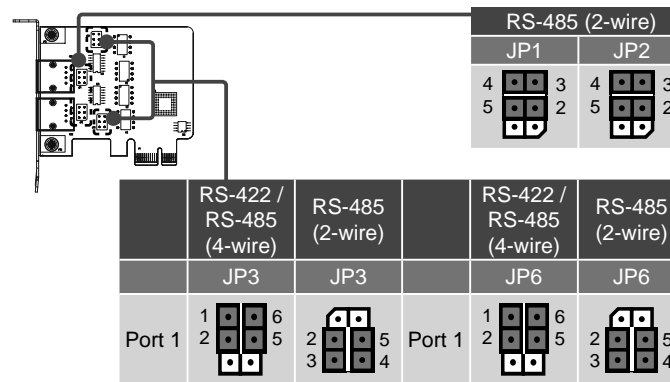 RS-485 (2-wire)
JP1 JP2
4 3 4 3
5 2 5 2
RS-422 / RS-485 (4-wire) RS-485 (2-wire) RS-422 / RS-485 (4-wire) RS-485 (2-wire)
JP3 JP3 JP6 JP6
Port 1 1 6 2 5 2 5 3 4 Port 1 1 6 2 5 2 5 3 4